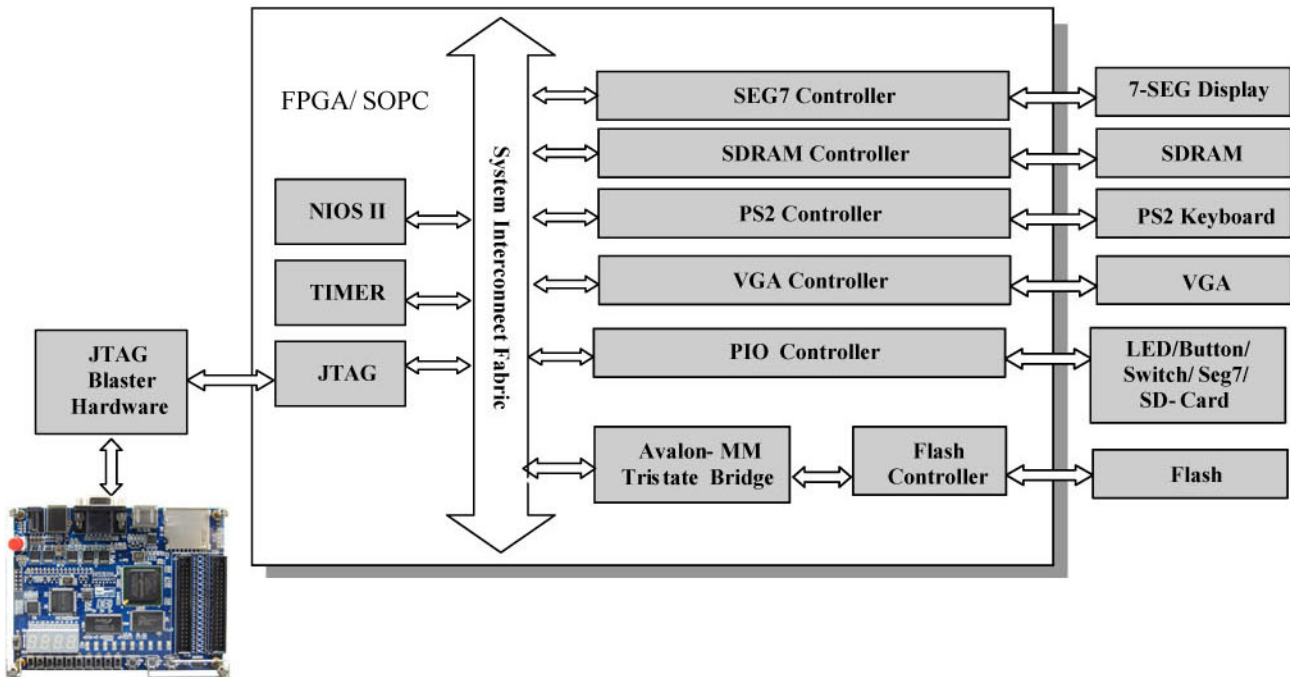 FPGA/ SOPC
System Interconnect Fabric
NIOS II
TIMER
JTAG
JTAG
Blaster
Hardware
SEG7 Controller
7-SEG Display
SDRAM Controller
SDRAM
PS2 Controller
PS2 Keyboard
VGA Controller
VGA
PIO Controller
LED/Button/
Switch/ Seg7/
SD- Card
Avalon- MM
Tristate Bridge
Flash
Controller
Flash